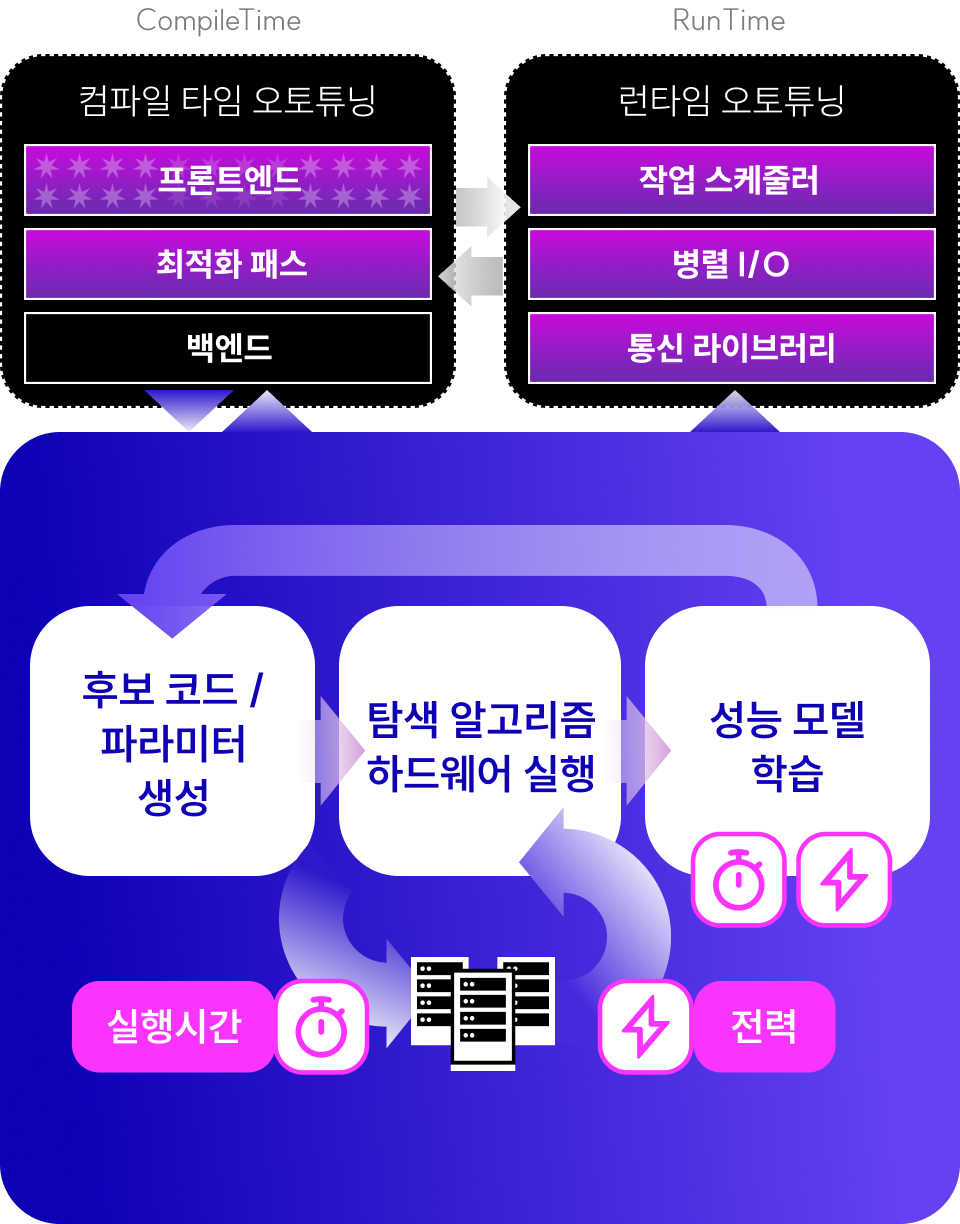 CompileTime
RunTime
컴파일 타임 오토튜닝
프론트엔드
최적화 패스
백엔드
런타임 오토튜닝
작업 스케줄러
병렬 I/O
통신 라이브러리
후보 코드 /
파라미터
생성
탐색 알고리즘
하드웨어 실행
성능 모델
학습
실행시간
전력